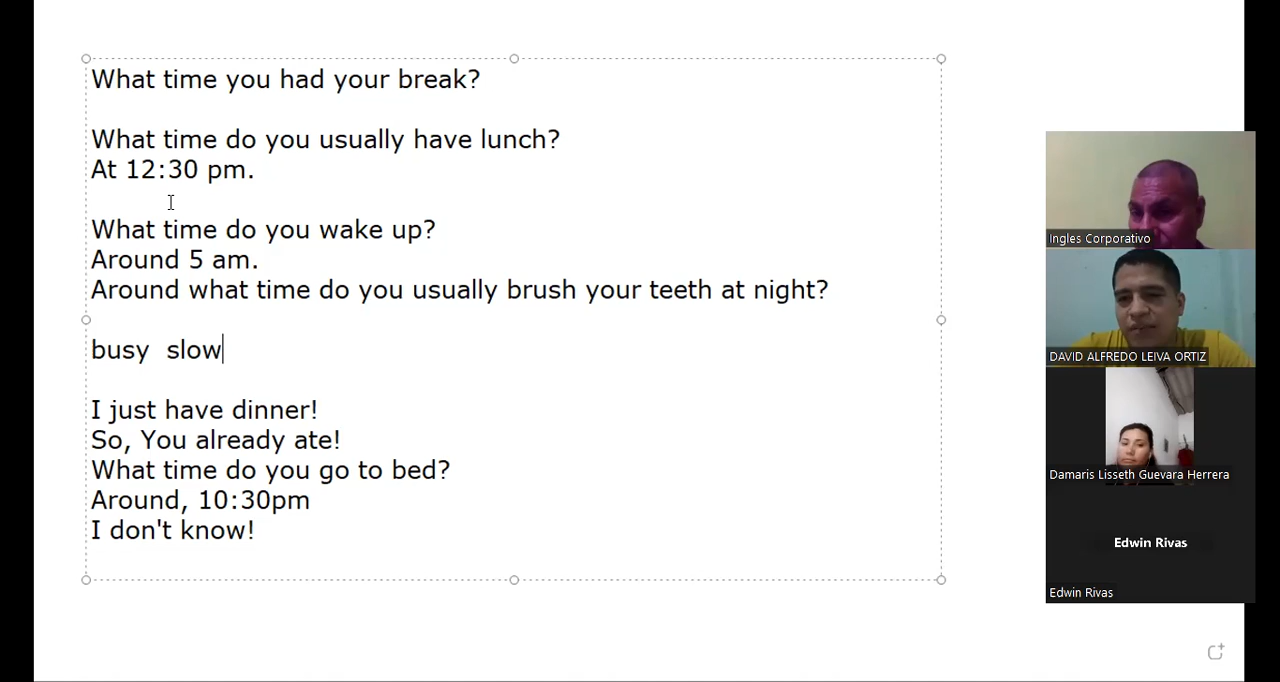 What time you had your break?
What time do you usually have lunch?
At 12:30 pm.
What time do you wake up?
Around 5 am.
Around what time do you usually brush your teeth at night?
busy  slow
I just have dinner!
So, You already ate!
What time do you go to bed?
Around, 10:30pm
I don't know!
Ingles Corporativo
DAVID ALFREDO LEIVA ORTIZ
Damaris Lisseth Guevara Herrera
Edwin Rivas
Edwin Rivas